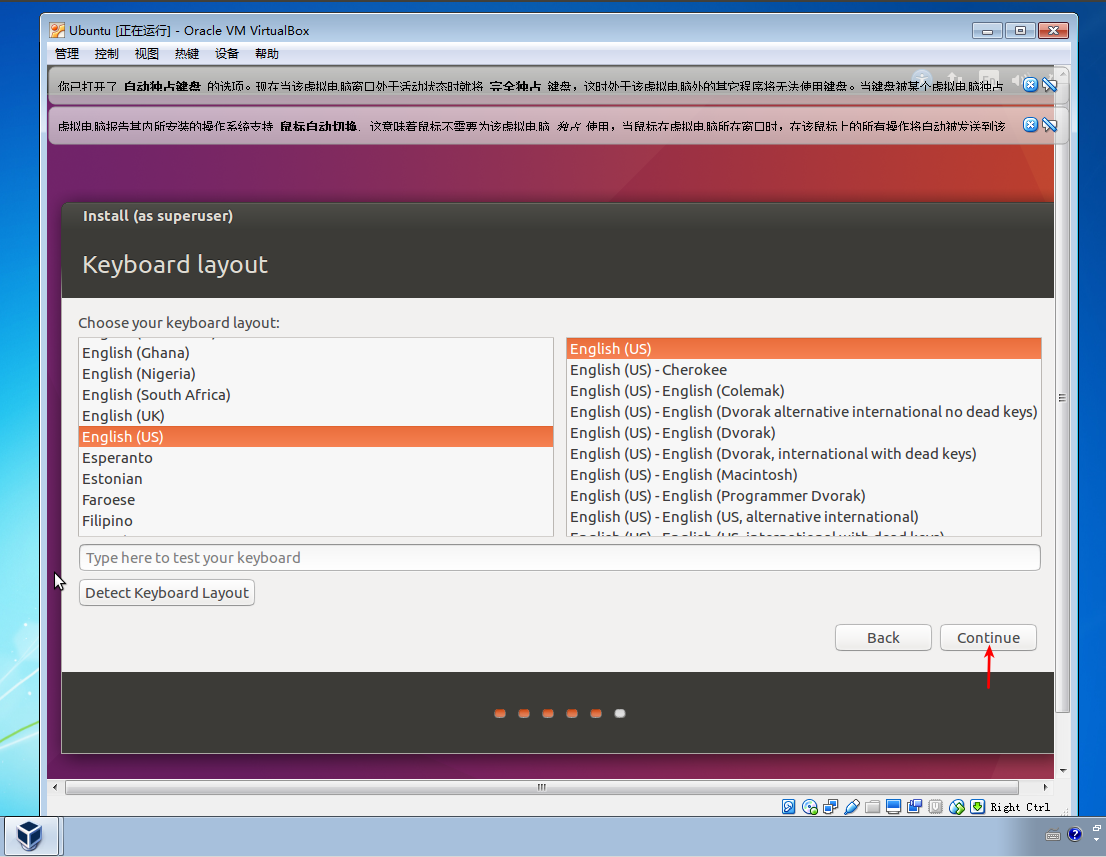 Ubuntu [正在运行] - Oracle VM VirtualBox
管理 控制 视图 热键 设备 帮助
你已打开了 自动独占键盘 的选项。现在当该虚拟电脑窗口处于活动状态时就将 完全独占 键盘，这时处于该虚拟电脑外的其它程序将无法使用键盘。当键盘被某个虚拟电脑独占
虚拟电脑报告其内所安装的操作系统支持 鼠标自动切换. 这意味着鼠标不需要为该虚拟电脑 独占 使用，当鼠标在虚拟电脑所在窗口时，在该鼠标上的所有操作将自动被发送到该
Install (as superuser)
Keyboard layout
Choose your keyboard layout:
English (Ghana)
English (Nigeria)
English (South Africa)
English (UK)
English (US)
Esperanto
Estonian
Faroese
Filipino
English (US)
English (US) - Cherokee
English (US) - English (Colemak)
English (US) - English (Dvorak alternative international no dead keys)
English (US) - English (Dvorak)
English (US) - English (Dvorak, international with dead keys)
English (US) - English (Macintosh)
English (US) - English (Programmer Dvorak)
English (US) - English (US, alternative international)
English (US) - English (US, international with dead keys)
Type here to test your keyboard
Detect Keyboard Layout
Back Continue
Right Ctrl